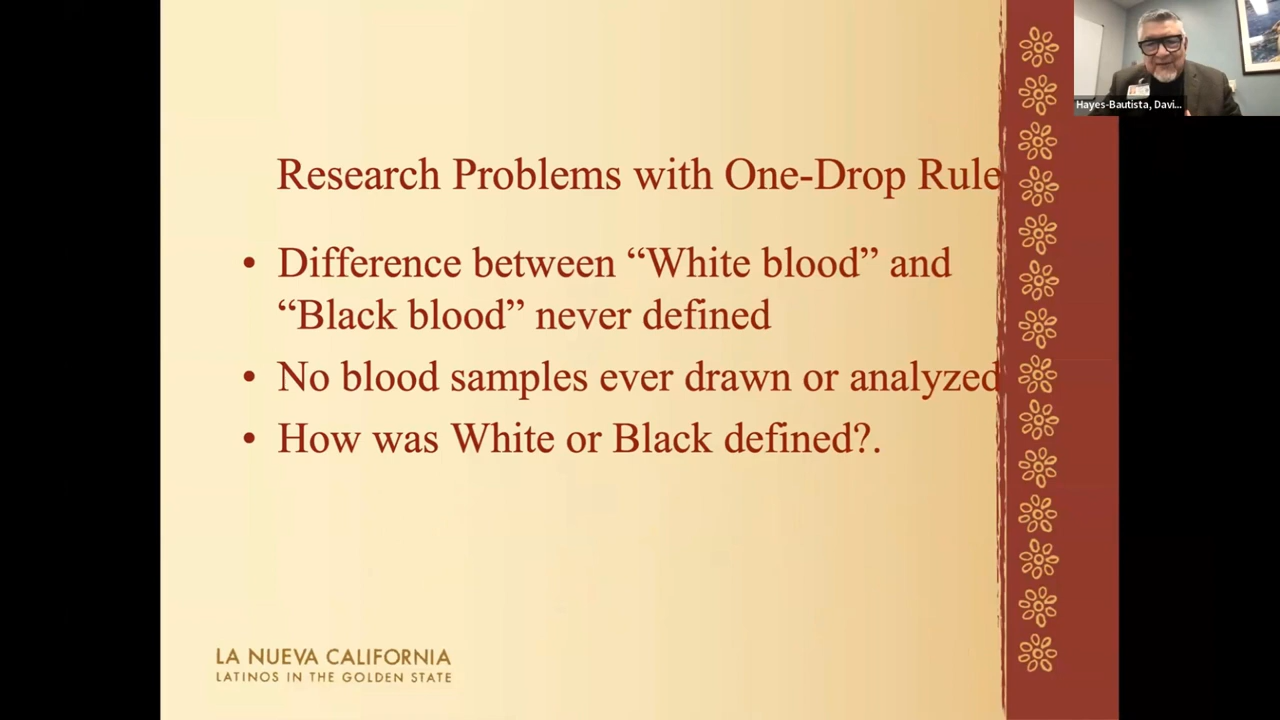 Hayes-Bautista, Davi...
Research Problems with One-Drop Rule
• Difference between “White blood” and
“Black blood” never defined
• No blood samples ever drawn or analyzed
• How was White or Black defined?.
LA NUEVA CALIFORNIA
LATINOS IN THE GOLDEN STATE